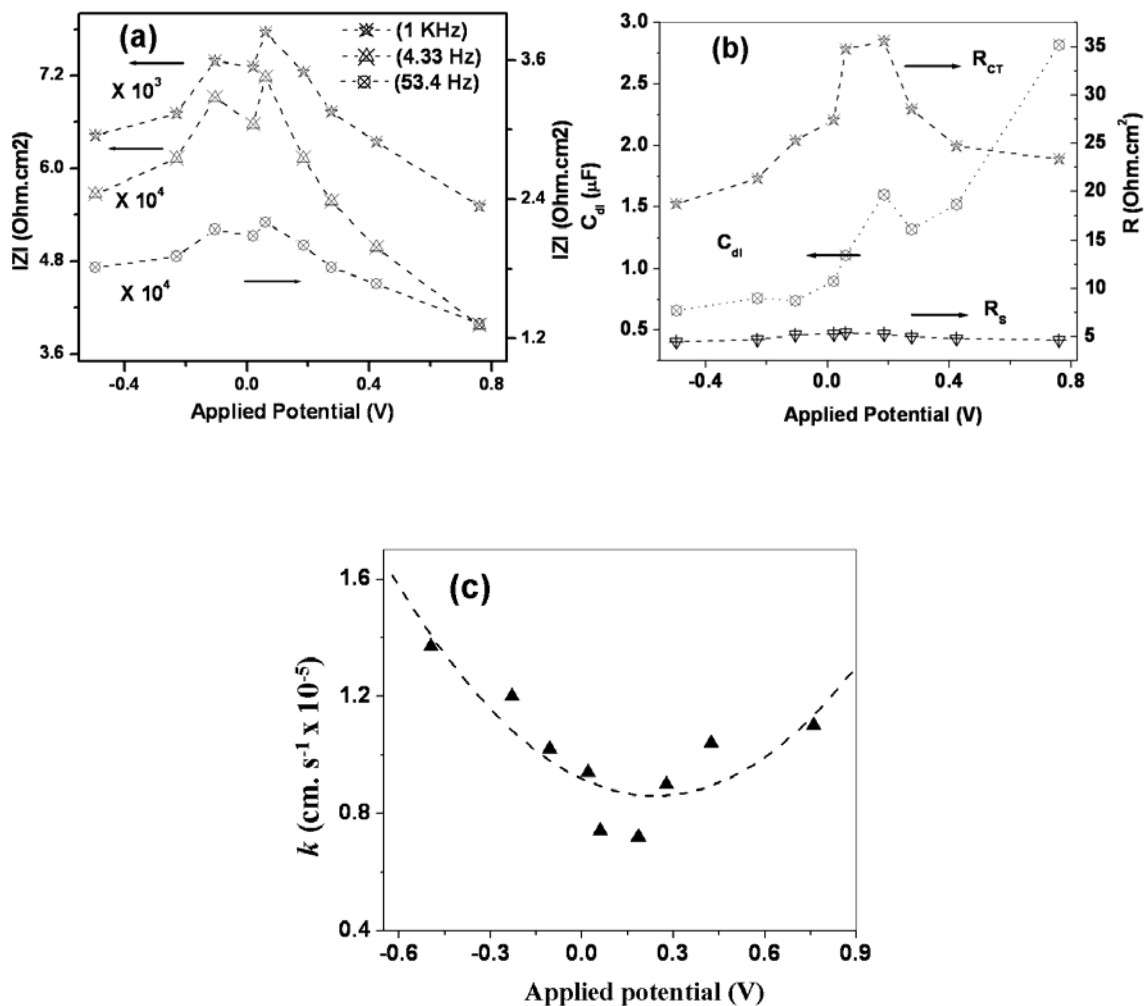 (a)
(1 KHz)
(4.33 Hz)
(53.4 Hz)
X 10³
X 10⁴
X 10⁴
7.2
6.0
4.8
3.6
3.6
2.4
1.2
-0.4
0.0
0.4
0.8
IZI (Ohm.cm2)
IZI (Ohm.cm2)
Applied Potential (V)
(b)
R_CT
C_dl
R_S
3.0
2.5
2.0
1.5
1.0
0.5
35
30
25
20
15
10
5
-0.4
0.0
0.4
0.8
C_dl (μF)
R (Ohm.cm²)
Applied Potential (V)
(c)
1.6
1.2
0.8
0.4
-0.6
-0.3
0.0
0.3
0.6
0.9
k (cm. s⁻¹ x 10⁻⁵)
Applied potential (V)